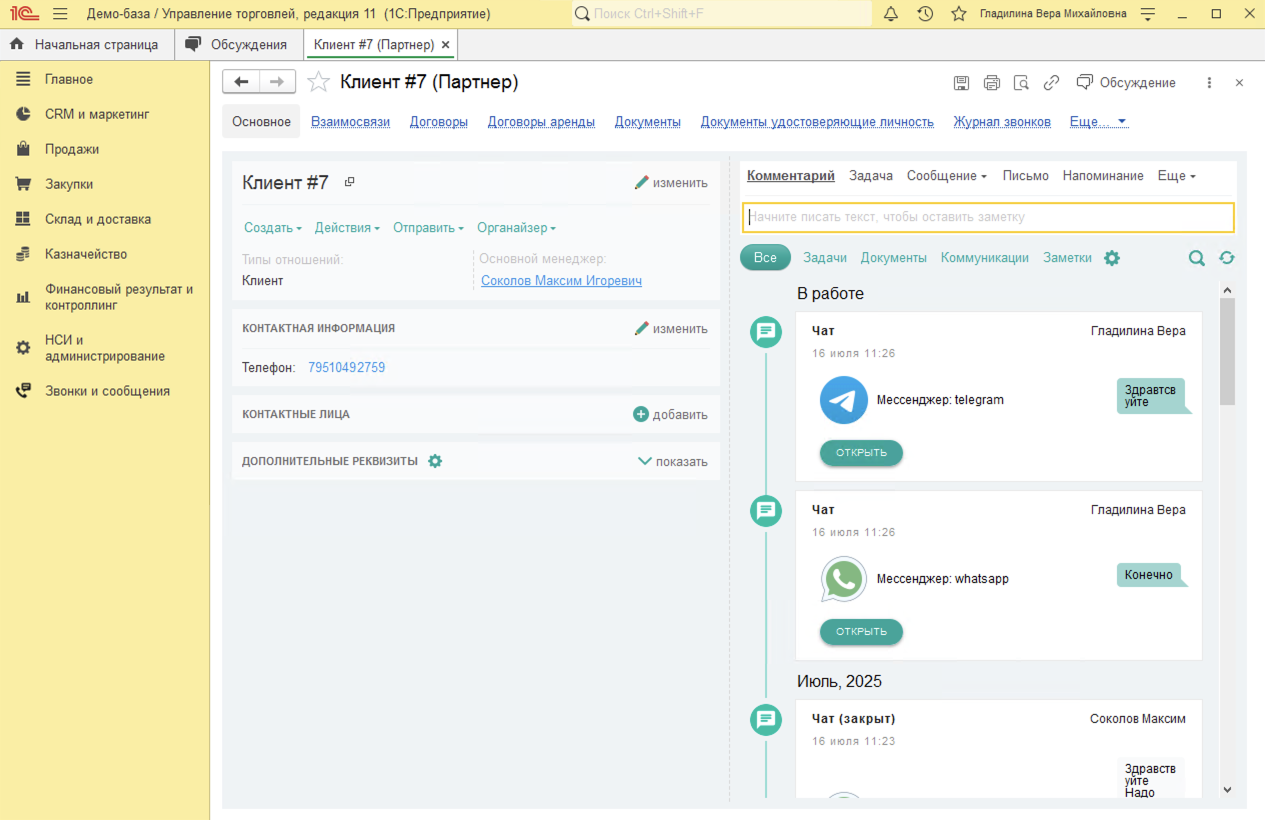 1С Демо-база / Управление торговлей, редакция 11 (1С:Предприятие) Поиск Ctrl+Shift+F Гладилина Вера Михайловна
Начальная страница Обсуждения Клиент #7 (Партнер)
Главное
CRM и маркетинг
Продажи
Закупки
Склад и доставка
Казначейство
Финансовый результат и
контроллинг
НСИ и
администрирование
Звонки и сообщения
Клиент #7 (Партнер) Обсуждение
Основное Взаимосвязи Договоры Договоры аренды Документы Документы удостоверяющие личность Журнал звонков Еще...
Клиент #7 изменить
Создать Действия Отправить Органайзер
Типы отношений: Основной менеджер:
Клиент Соколов Максим Игоревич
КОНТАКТНАЯ ИНФОРМАЦИЯ изменить
Телефон: 79510492759
КОНТАКТНЫЕ ЛИЦА добавить
ДОПОЛНИТЕЛЬНЫЕ РЕКВИЗИТЫ показать
Комментарий Задача Сообщение Письмо Напоминание Еще
Начните писать текст, чтобы оставить заметку
Все Задачи Документы Коммуникации Заметки
В работе
Чат Гладилина Вера
16 июля 11:26
Мессенджер: telegram
Здравтсв
уйте
ОТКРЫТЬ
Чат Гладилина Вера
16 июля 11:26
Мессенджер: whatsapp Конечно
ОТКРЫТЬ
Июль, 2025
Чат (закрыт) Соколов Максим
16 июля 11:23
Здравств
уйте
Надо